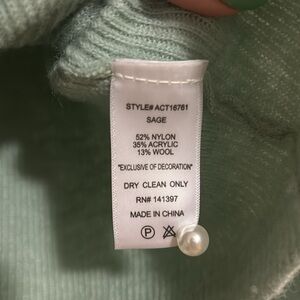 STYLE# ACT16761
SAGE
52% NYLON
35% ACRYLIC
13% WOOL
"EXCLUSIVE OF DECORATION"
DRY CLEAN ONLY
RN# 141397
MADE IN CHINA
P